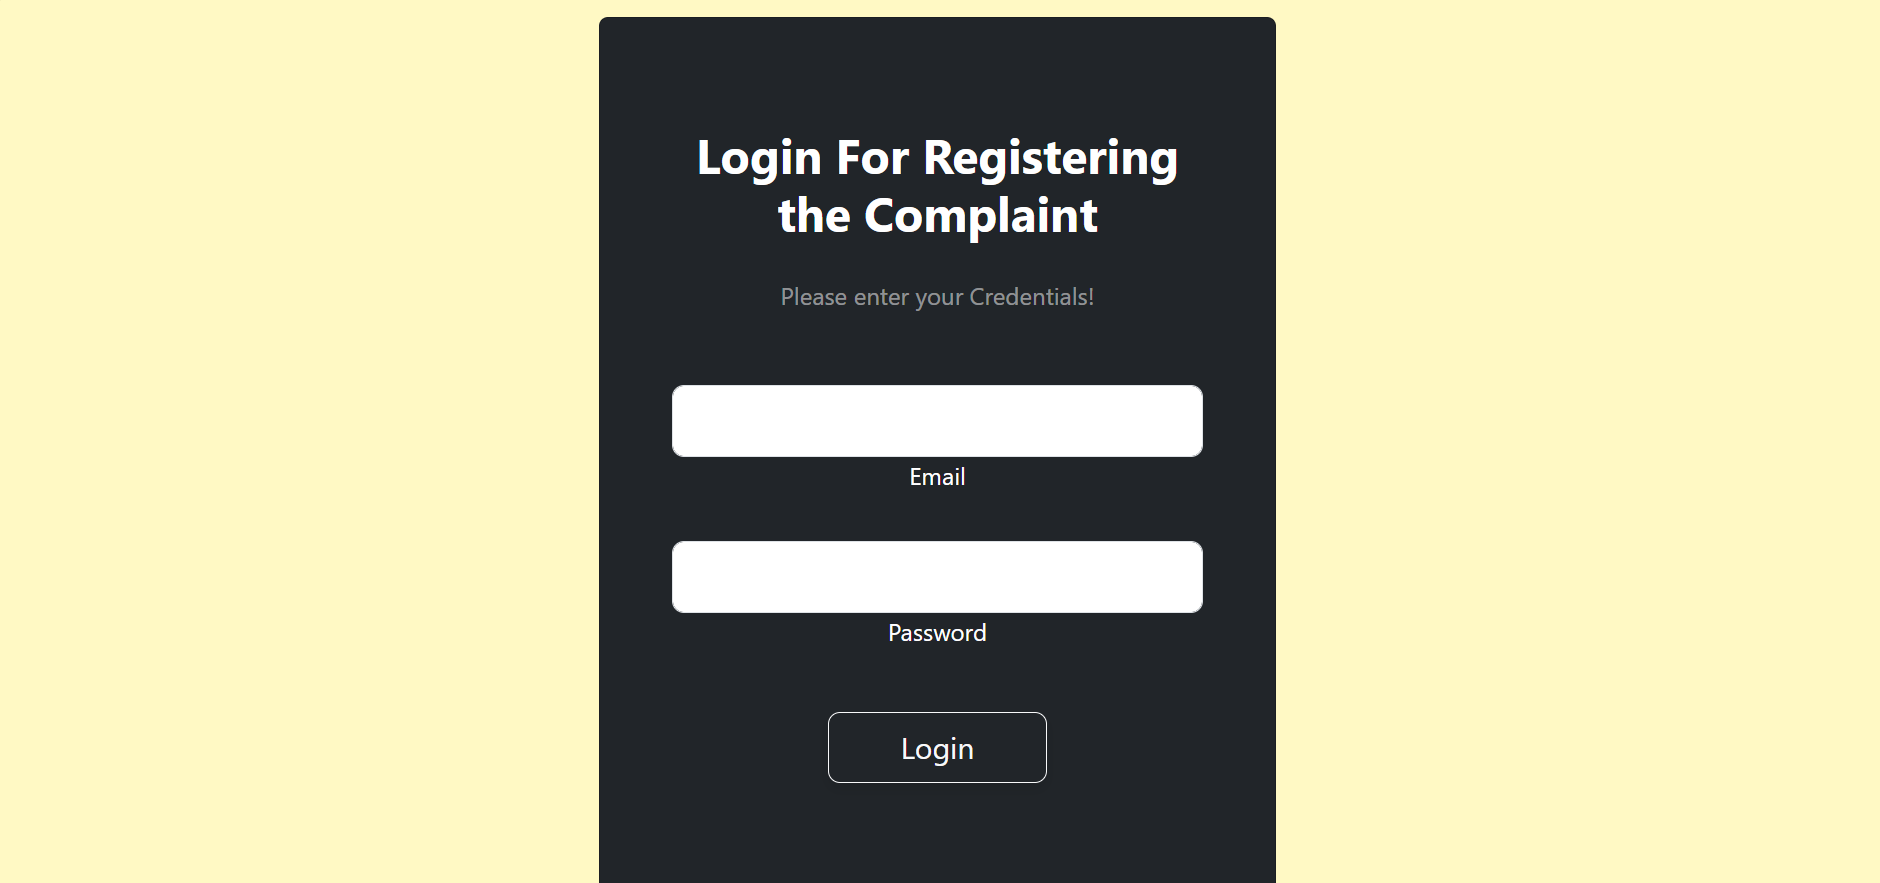 Login For Registering
the Complaint
Please enter your Credentials!
Email
Password
Login